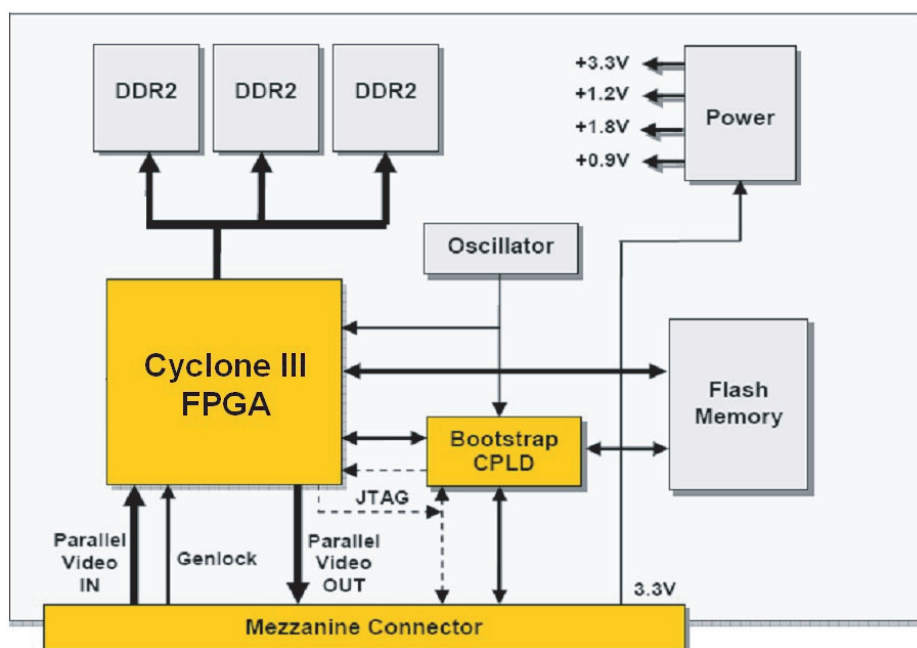 DDR2
DDR2
DDR2
+3.3V
+1.2V
+1.8V
+0.9V
Power
Oscillator
Cyclone III
FPGA
Flash
Memory
Bootstrap
CPLD
JTAG
Parallel
Video
IN
Genlock
Parallel
Video
OUT
3.3V
Mezzanine Connector